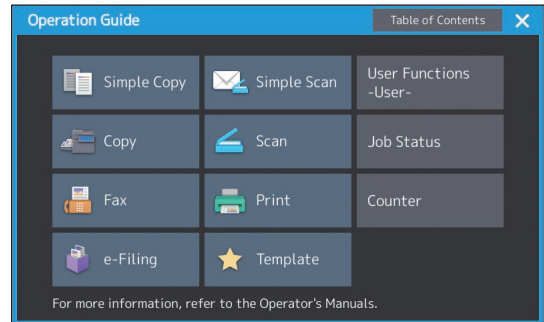 Operation Guide
Table of Contents
Simple Copy
Simple Scan
User Functions
-User-
Copy
Scan
Job Status
Fax
Print
Counter
e-Filing
Template
For more information, refer to the Operator's Manuals.